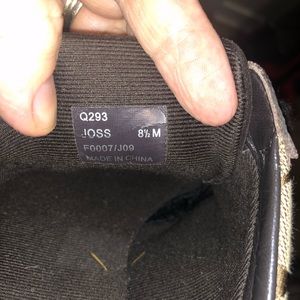 Q293
JOSS 8½ M
F0007/J09
MADE IN CHINA